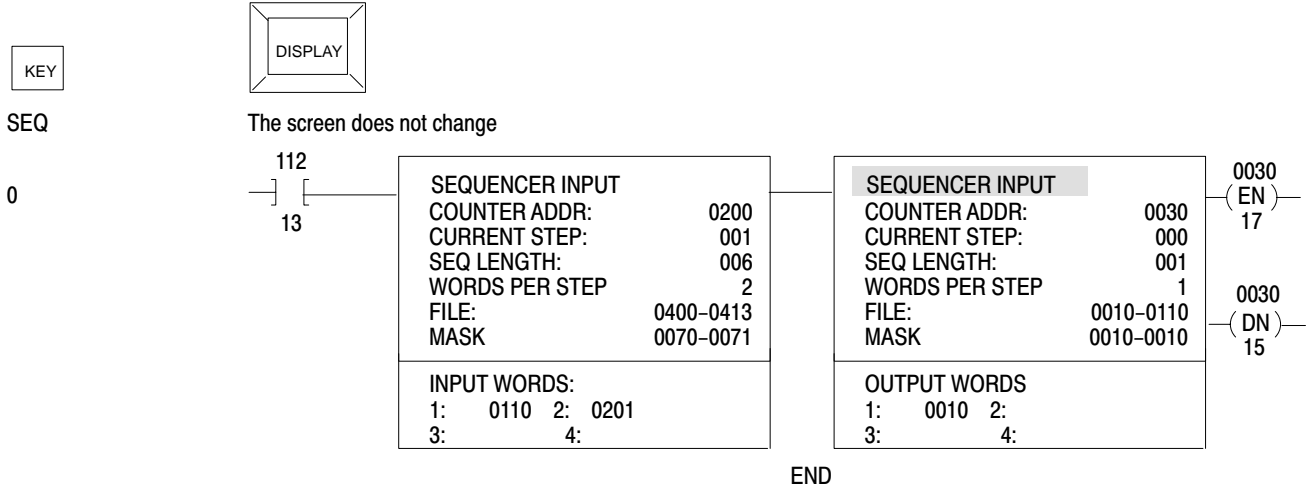 DISPLAY
KEY
SEQ The screen does not change
0
112
13
SEQUENCER INPUT
COUNTER ADDR: 0200
CURRENT STEP: 001
SEQ LENGTH: 006
WORDS PER STEP 2
FILE: 0400–0413
MASK 0070–0071
INPUT WORDS:
1: 0110 2: 0201
3: 4:
SEQUENCER INPUT
COUNTER ADDR: 0030
CURRENT STEP: 000
SEQ LENGTH: 001
WORDS PER STEP 1
FILE: 0010–0110
MASK 0010–0010
OUTPUT WORDS
1: 0010 2:
3: 4:
0030
EN
17
0030
DN
15
END